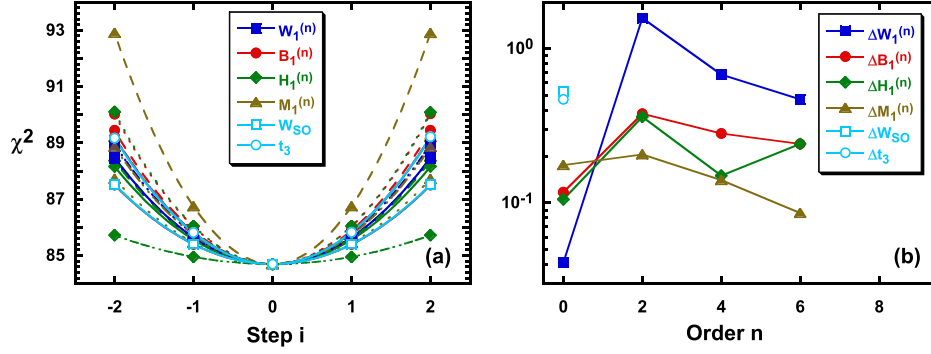 93
91
89
87
85
χ²
-2
-1
0
1
2
Step i
W₁⁽ⁿ⁾
B₁⁽ⁿ⁾
H₁⁽ⁿ⁾
M₁⁽ⁿ⁾
W_SO
t₃
(a)
10⁰
10⁻¹
0
2
4
6
8
Order n
ΔW₁⁽ⁿ⁾
ΔB₁⁽ⁿ⁾
ΔH₁⁽ⁿ⁾
ΔM₁⁽ⁿ⁾
ΔW_SO
Δt₃
(b)